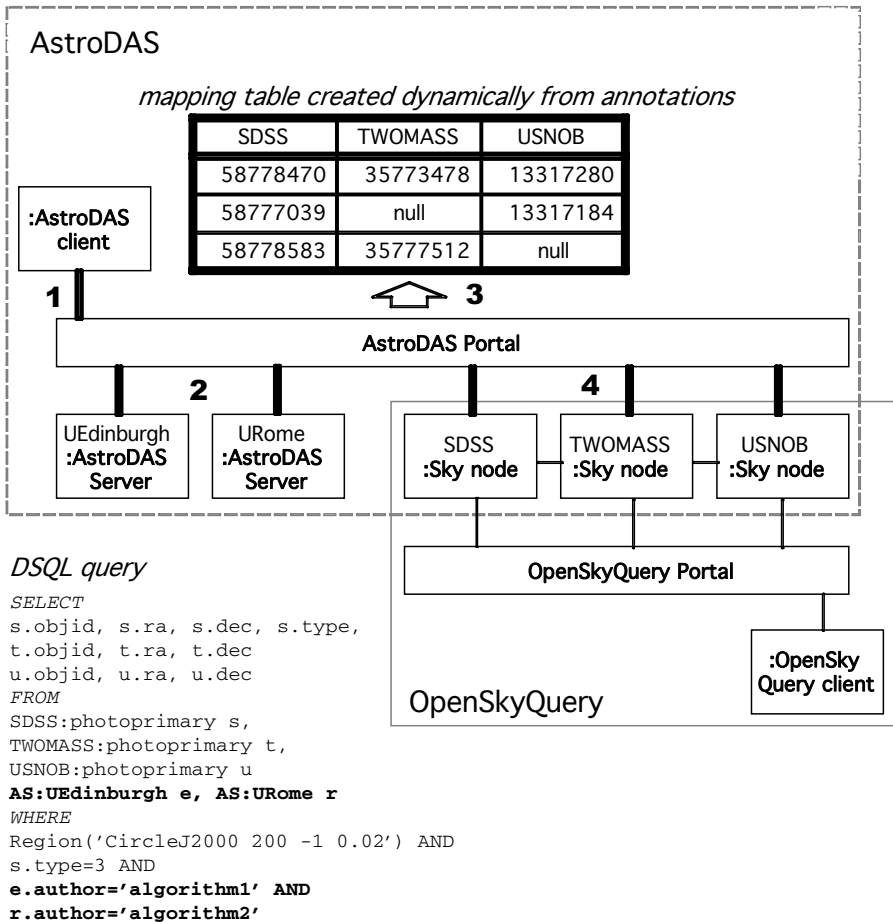 AstroDAS
mapping table created dynamically from annotations
SDSS TWOMASS USNOB
58778470 35773478 13317280
58777039 null 13317184
58778583 35777512 null
:AstroDAS
client
1
3
AstroDAS Portal
2
4
UEdinburgh
:AstroDAS
Server
URome
:AstroDAS
Server
SDSS
:Sky node
TWOMASS
:Sky node
USNOB
:Sky node
OpenSkyQuery Portal
:OpenSky
Query client
OpenSkyQuery
DSQL query
SELECT
s.objid, s.ra, s.dec, s.type,
t.objid, t.ra, t.dec
u.objid, u.ra, u.dec
FROM
SDSS:photoprimary s,
TWOMASS:photoprimary t,
USNOB:photoprimary u
AS:UEdinburgh e, AS:URome r
WHERE
Region('CircleJ2000 200 -1 0.02') AND
s.type=3 AND
e.author='algorithm1' AND
r.author='algorithm2'